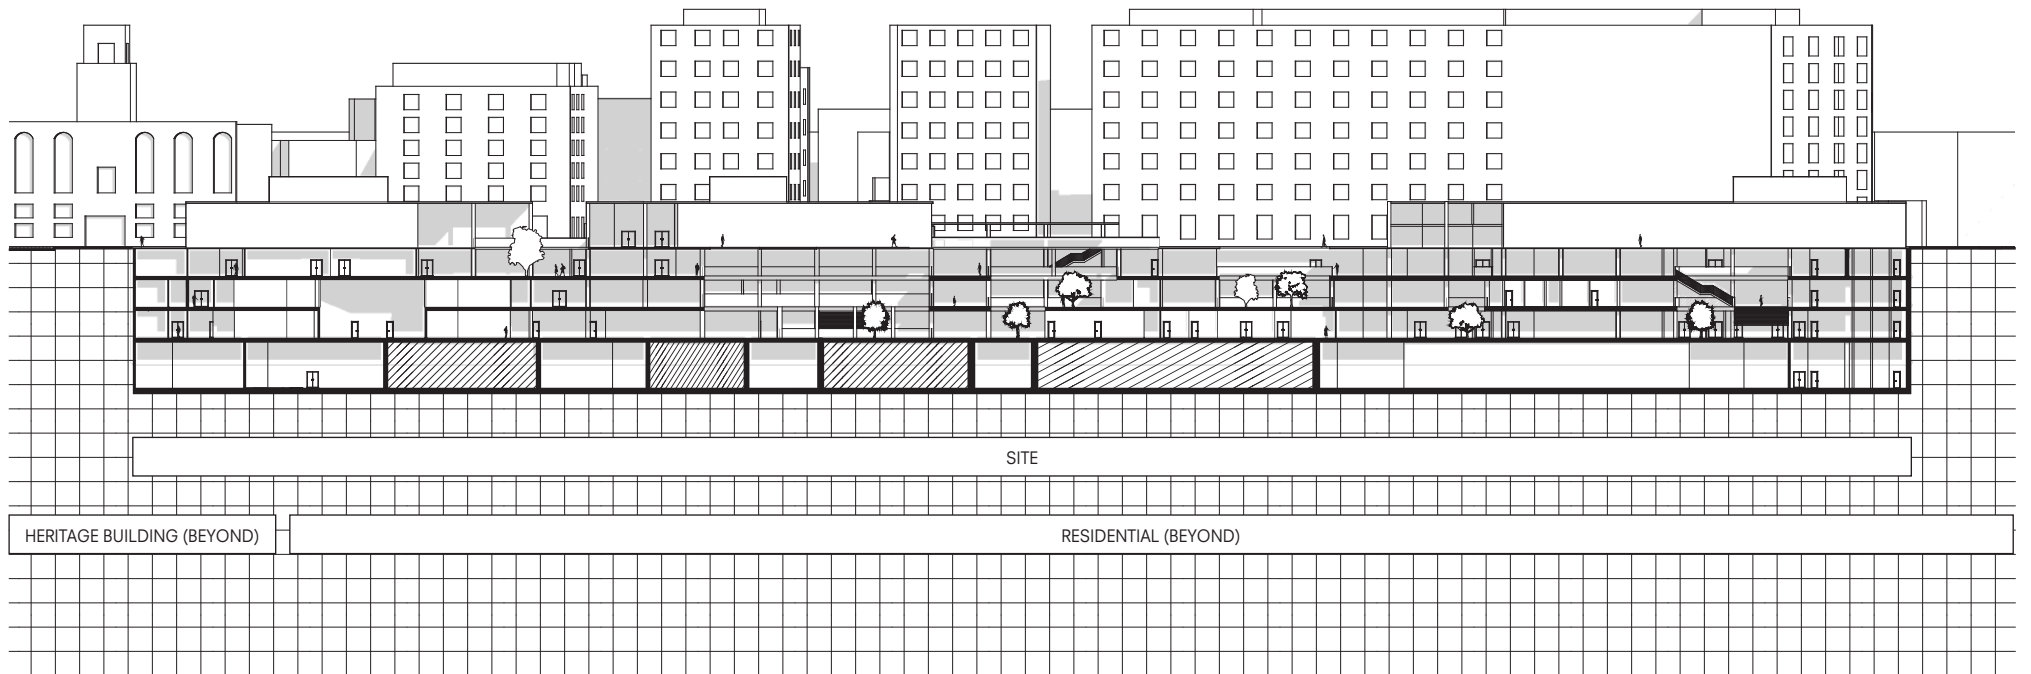 SITE
HERITAGE BUILDING (BEYOND)
RESIDENTIAL (BEYOND)